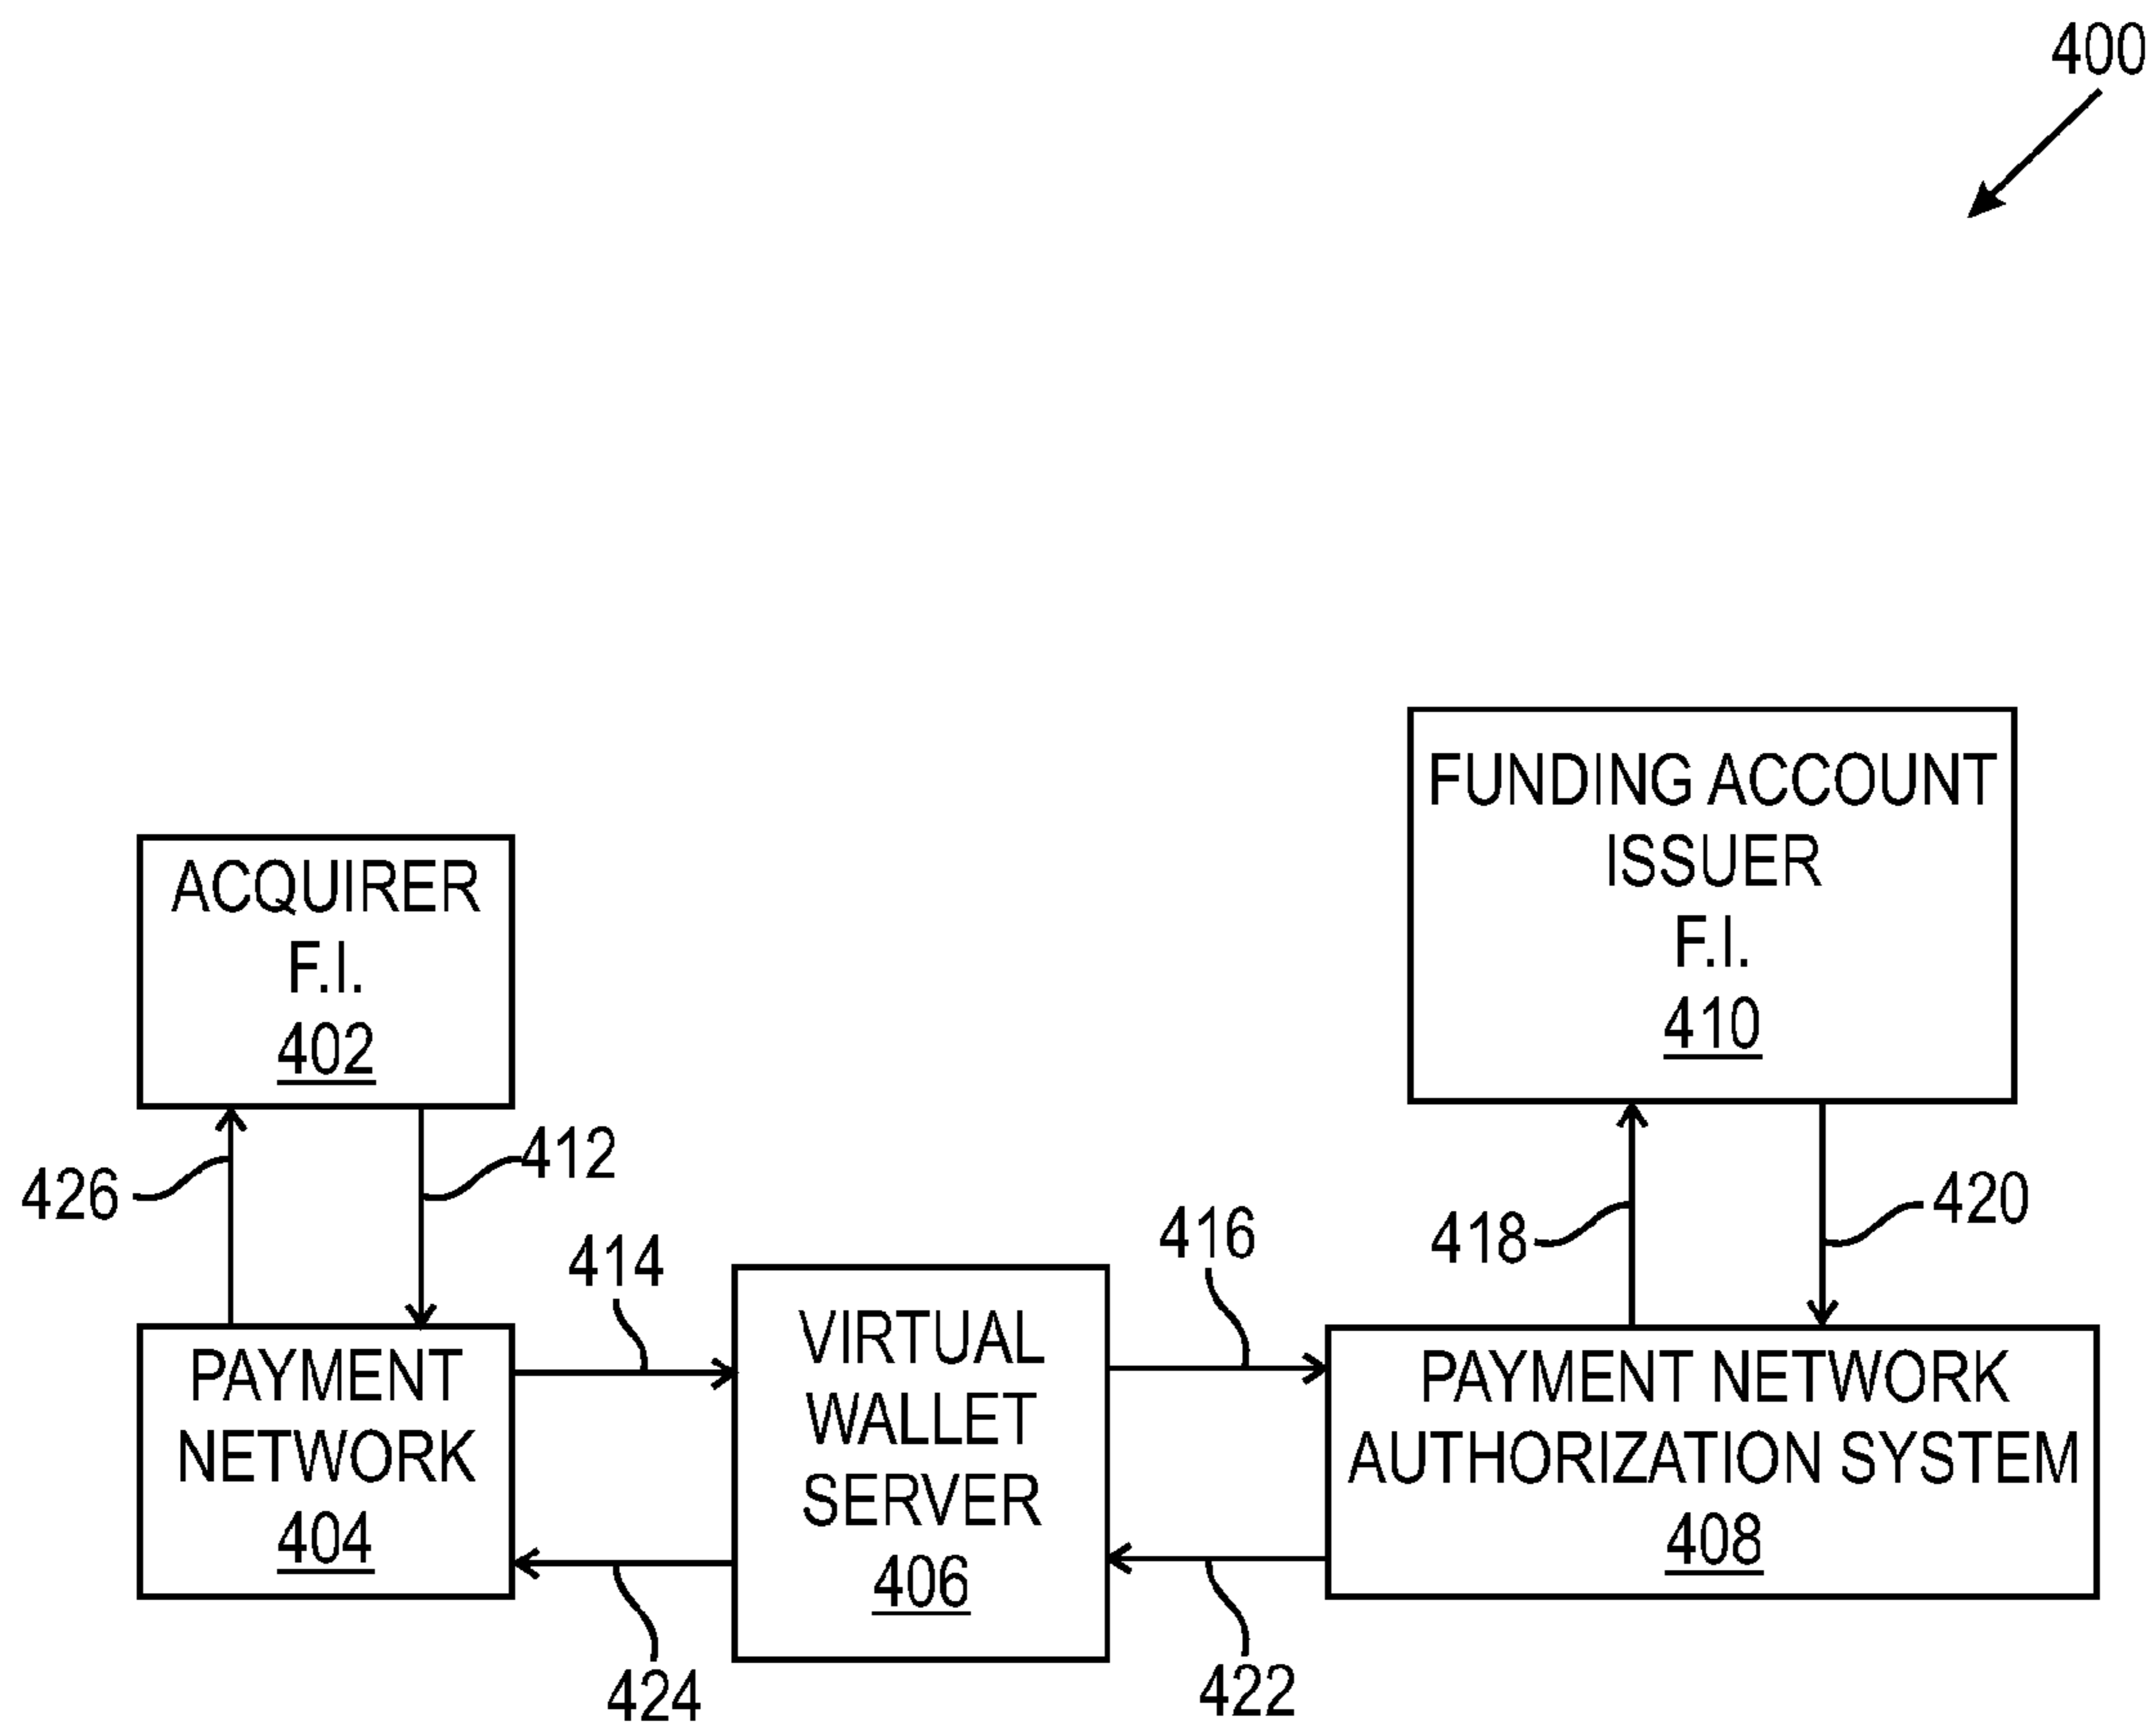 400
FUNDING ACCOUNT
ISSUER
F.I.
410
ACQUIRER
F.I.
402
426
412
414
416
418
420
VIRTUAL
WALLET
SERVER
406
PAYMENT
NETWORK
404
PAYMENT NETWORK
AUTHORIZATION SYSTEM
408
424
422